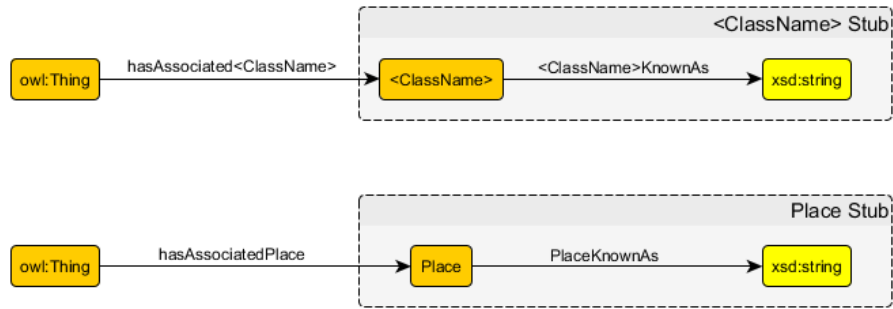 <ClassName> Stub
hasAssociated<ClassName>
<ClassName>KnownAs
owl:Thing
<ClassName>
xsd:string
Place Stub
hasAssociatedPlace
PlaceKnownAs
owl:Thing
Place
xsd:string